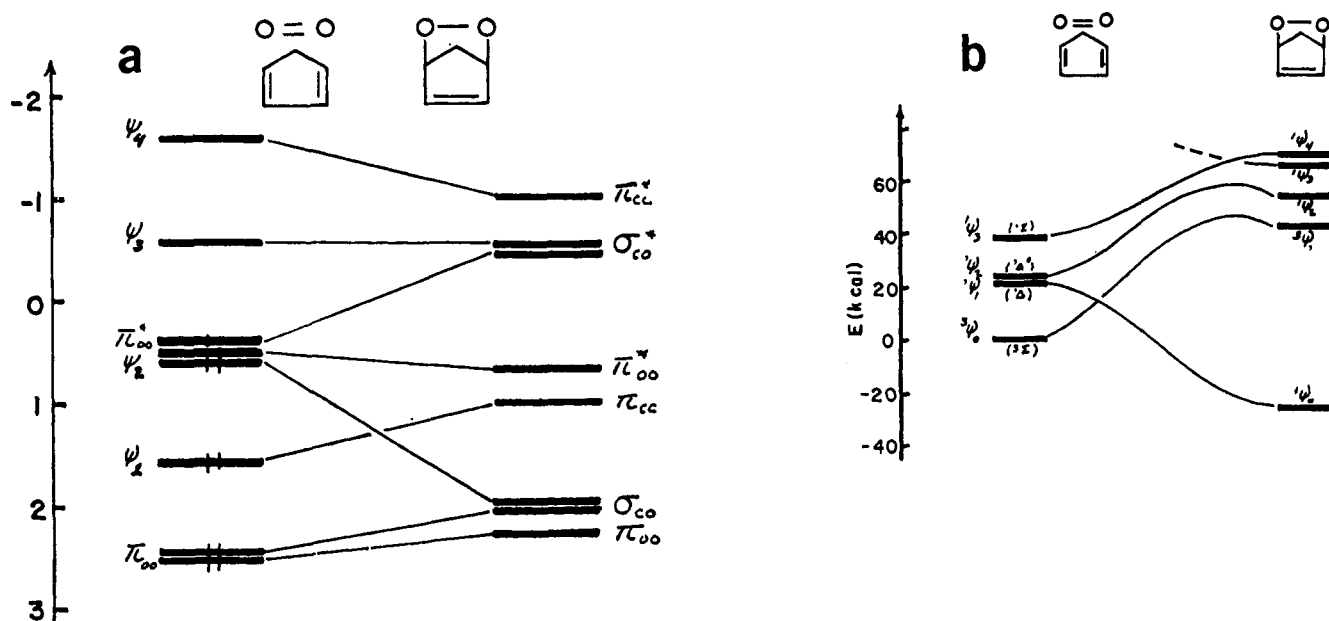 a
O = O
O — O
-2
-1
0
1
2
3
ψ4
ψ3
π*oo
ψ2
ψ1
πoo
π*cc
σ*co
π*oo
πcc
σco
πoo
b
O=O
O—O
E (kcal)
60
40
20
0
-20
-40
¹ψ3 (¹Σ)
¹ψ2
¹ψ1 (¹Δ)
³ψ0 (³Σ)
¹ψ4
¹ψ3
¹ψ2
³ψ1
¹ψ0